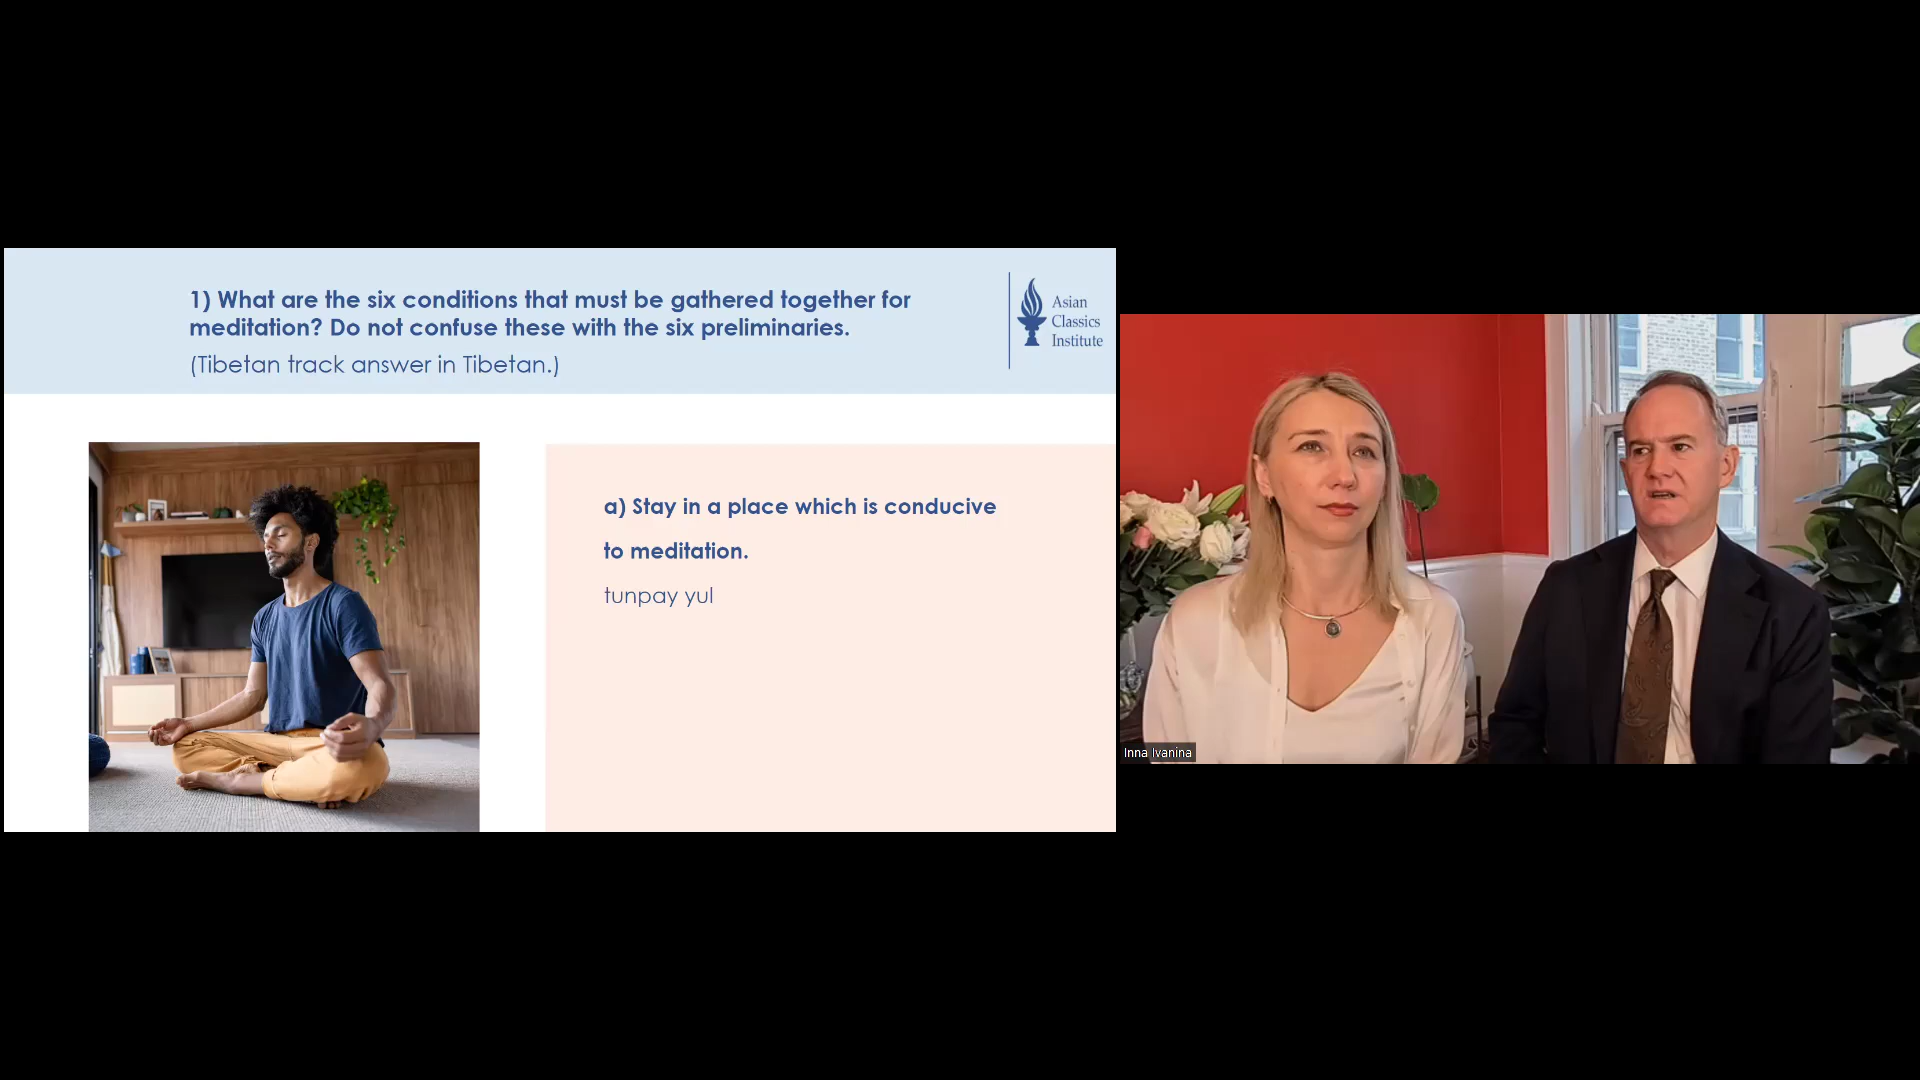 1) What are the six conditions that must be gathered together for
meditation? Do not confuse these with the six preliminaries.
(Tibetan track answer in Tibetan.)
Asian
Classics
Institute
a) Stay in a place which is conducive
to meditation.
tunpay yul
Inna Ivanina